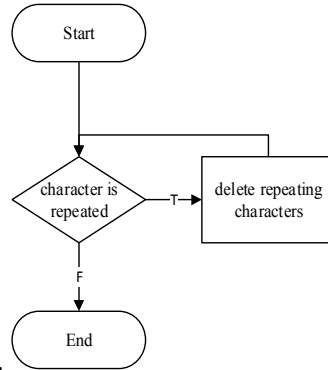 Start
character is
repeated
T
delete repeating
characters
F
End